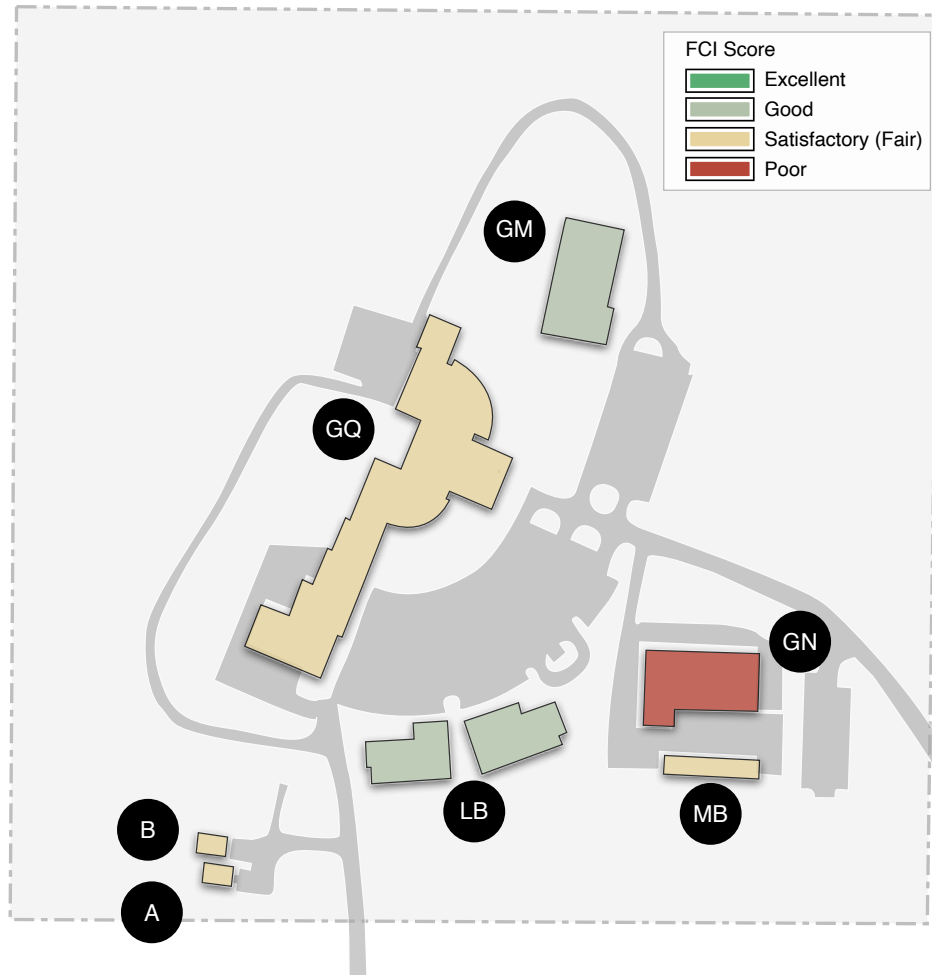 FCI Score
Excellent
Good
Satisfactory (Fair)
Poor
GM
GQ
GN
LB
MB
B
A